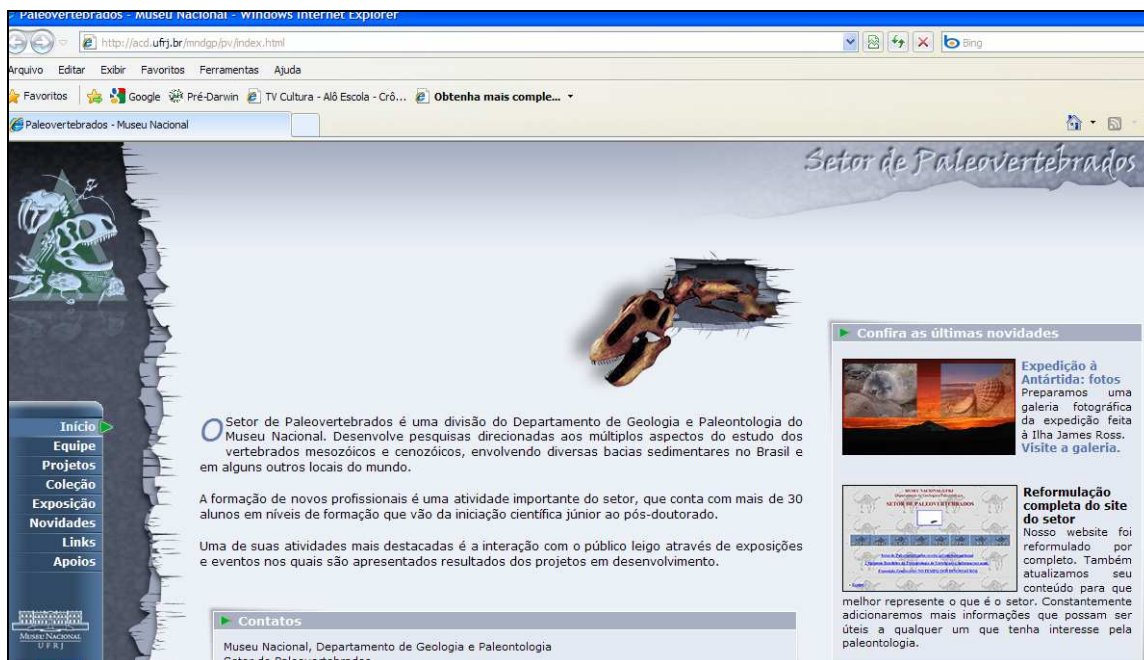 Paleovertebrados - Museu Nacional - Windows Internet Explorer
http://acd.ufrj.br/mndgp/pv/index.html
Bing
Arquivo Editar Exibir Favoritos Ferramentas Ajuda
Favoritos Google Pré-Darwin TV Cultura - Alô Escola - Crô... Obtenha mais comple...
Paleovertebrados - Museu Nacional
Setor de Paleovertebrados
Início
Equipe
Projetos
Coleção
Exposição
Novidades
Links
Apoios
MUSEU NACIONAL
UFRJ
O Setor de Paleovertebrados é uma divisão do Departamento de Geologia e Paleontologia do
Museu Nacional. Desenvolve pesquisas direcionadas aos múltiplos aspectos do estudo dos
vertebrados mesozóicos e cenozóicos, envolvendo diversas bacias sedimentares no Brasil e
em alguns outros locais do mundo.
A formação de novos profissionais é uma atividade importante do setor, que conta com mais de 30
alunos em níveis de formação que vão da iniciação científica júnior ao pós-doutorado.
Uma de suas atividades mais destacadas é a interação com o público leigo através de exposições
e eventos nos quais são apresentados resultados dos projetos em desenvolvimento.
Contatos
Museu Nacional, Departamento de Geologia e Paleontologia
Setor de Paleovertebrados
Confira as últimas novidades
Expedição à
Antártida: fotos
Preparamos uma
galeria fotográfica
da expedição feita
à Ilha James Ross.
Visite a galeria.
SETOR DE PALEOVERTEBRADOS
Reformulação
completa do site
do setor
Nosso website foi
reformulado por
completo. Também
atualizamos seu
conteúdo para que
melhor represente o que é o setor. Constantemente
adicionaremos mais informações que possam ser
úteis a qualquer um que tenha interesse pela
paleontologia.